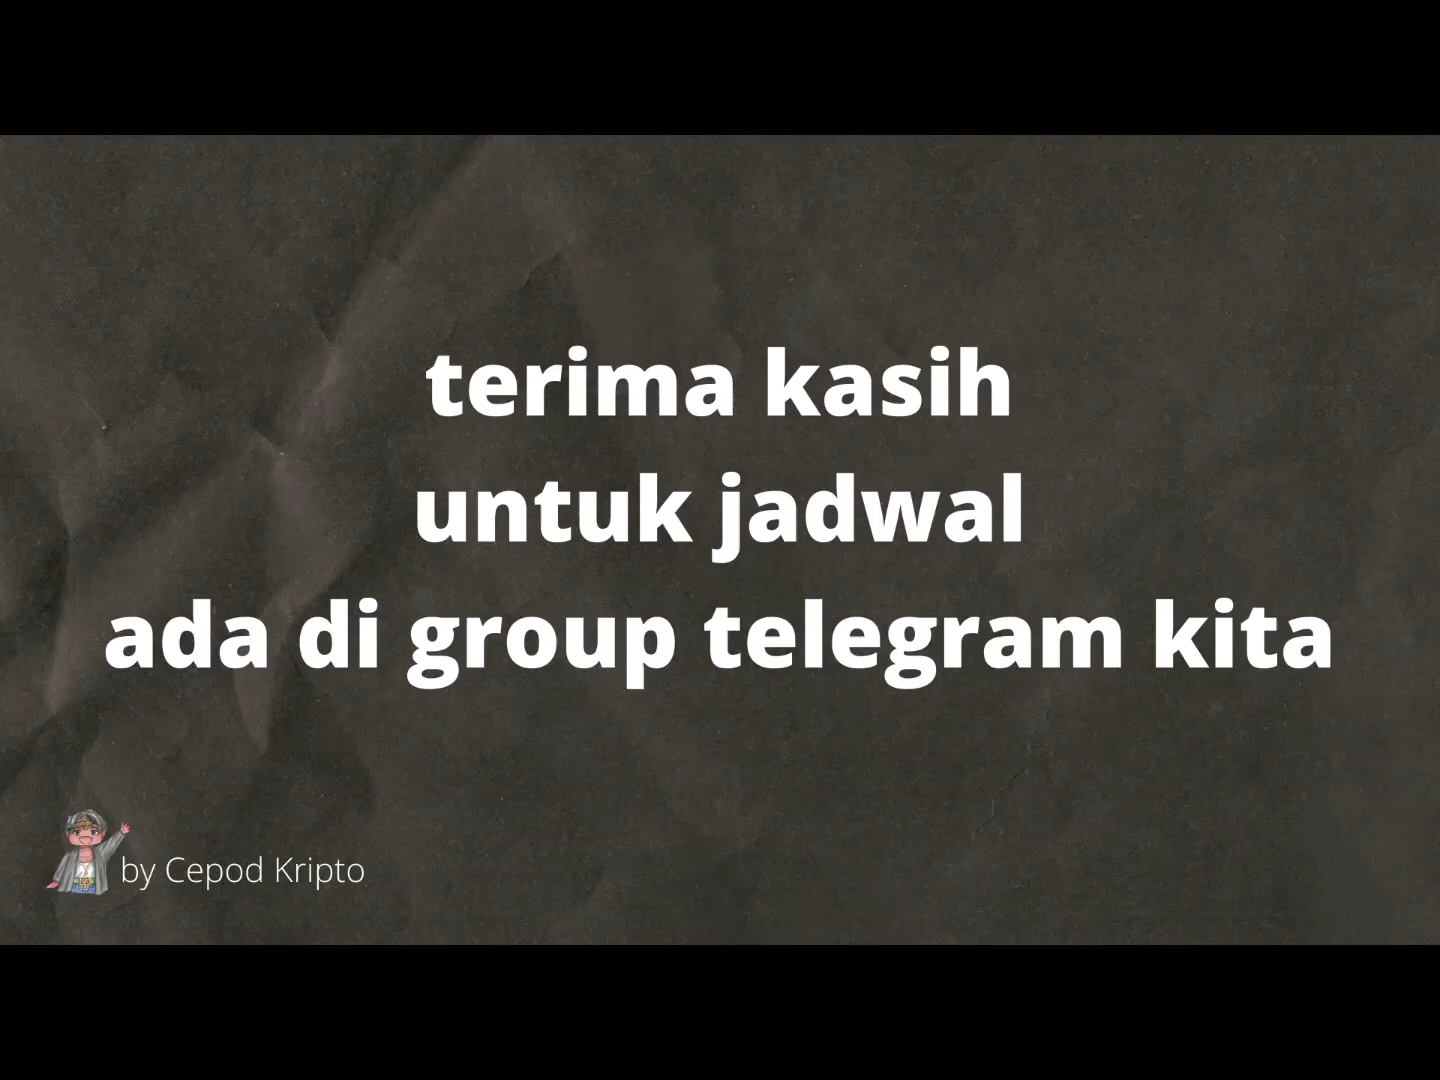 terima kasih
untuk jadwal
ada di group telegram kita
by Cepod Kripto